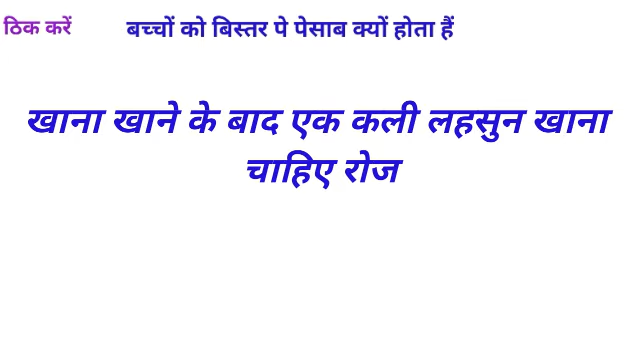 ठिक करें बच्चों को बिस्तर पे पेसाब क्यों होता हैं
खाना खाने के बाद एक कली लहसुन खाना
चाहिए रोज